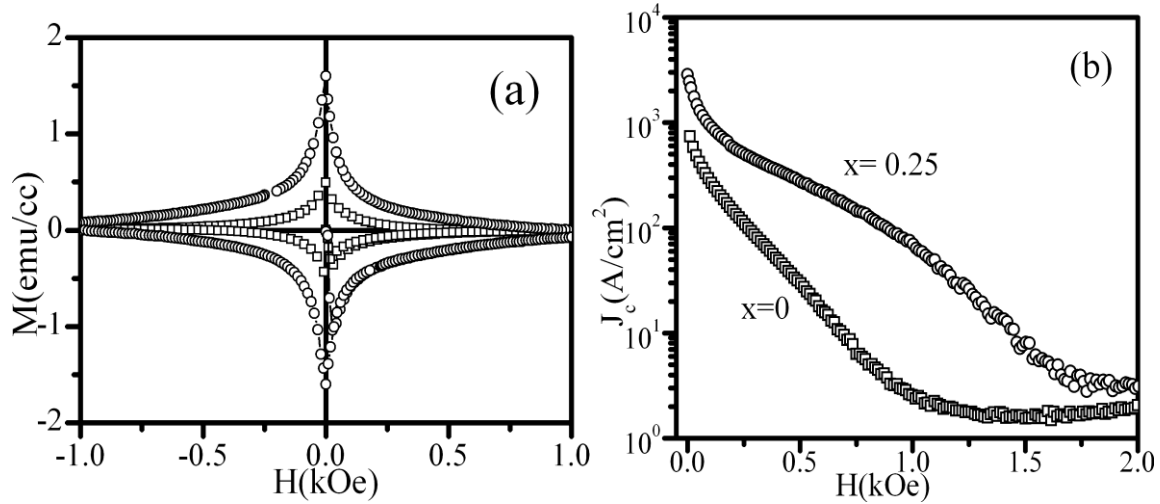 (a)
M(emu/cc)
2
1
0
-1
-2
-1.0 -0.5 0.0 0.5 1.0
H(kOe)
(b)
J_c(A/cm^2)
10^4
10^3
10^2
10^1
10^0
x= 0.25
x=0
0.0 0.5 1.0 1.5 2.0
H(kOe)